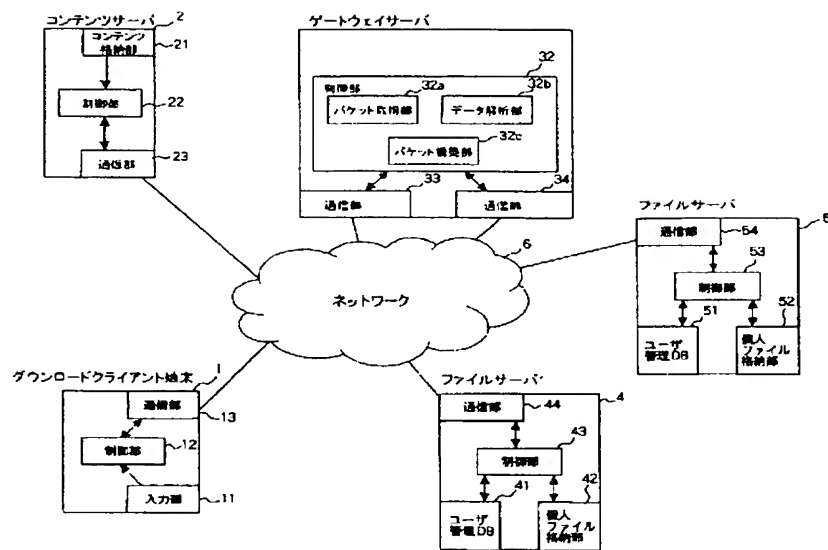 コンテンツサーバ
2
コンテンツ
格納部
21
制御部
22
通信部
23
ゲートウェイサーバ
32
制御部
32a
パケット取得部
32b
データ解析部
32c
パケット構築部
33
通信部
34
通信部
ファイルサーバ
5
通信部
54
53
制御部
51
ユーザ
管理DB
52
個人
ファイル
格納部
6
ネットワーク
ダウンロードクライアント端末
1
通信部
13
12
制御部
入力部
11
ファイルサーバ
4
通信部
44
43
制御部
41
ユーザ
管理DB
42
個人
ファイル
格納部